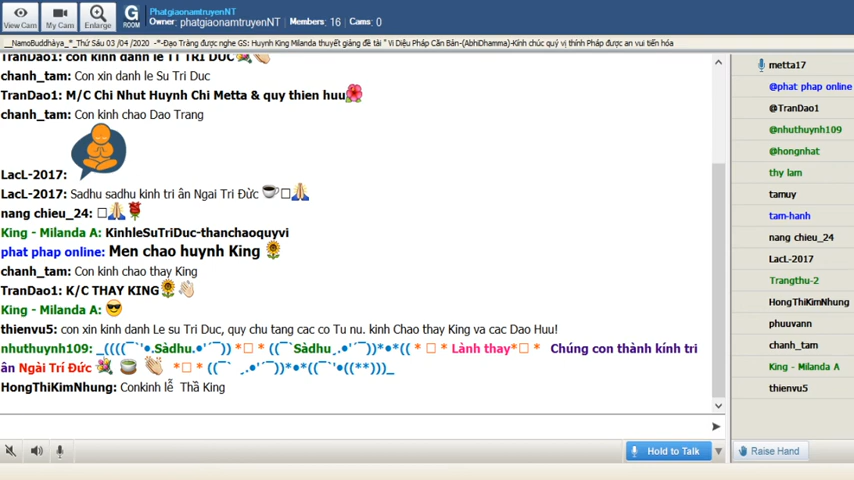 PhatgiaonamtruyenNT
Owner: phatgiaonamtruyenNT | Members: 16 | Cams: 0
View Cam
My Cam
Enlarge
G ROOM
__NamoBuddhàya_*_Thứ Sáu 03 /04 /2020 -*-Đạo Tràng được nghe GS: Huynh King Milanda thuyết giảng đề tài " Vi Diệu Pháp Căn Bản-(AbhiDhamma)-Kính chúc quý vị thính Pháp được an vui tiến hóa
TranDao1: con kinh danh le TT TRI DUC
chanh_tam: Con xin danh le Su Tri Duc
TranDao1: M/C Chi Nhut Huynh Chi Metta & quy thien huu
chanh_tam: Con kinh chao Dao Trang
LacL-2017:
LacL-2017: Sadhu sadhu kinh tri ân Ngai Tri Đức
nang chieu_24:
King - Milanda A: KinhleSuTriDuc-thanchaoquyvi
phat phap online: Men chao huynh King
chanh_tam: Con kinh chao thay King
TranDao1: K/C THAY KING
King - Milanda A:
thienvu5: con xin kinh danh Le su Tri Duc, quy chu tang cac co Tu nu. kinh Chao thay King va cac Dao Huu!
nhuthuynh109: _((((¯`'•.Sàdhu.•'´¯)) *□ * ((¯`Sàdhu¸.•'´¯))*•*(( * □ * Lành thay*□ * Chúng con thành kính tri
ân Ngài Trí Đức *□ * ((¯` ¸.•'´¯))*•*((¯`'•((**)))_
HongThiKimNhung: Conkinh lễ Thầ King
metta17
@phat phap online
@TranDao1
@nhuthuynh109
@hongnhat
thy lam
tamuy
tam-hanh
nang chieu_24
LacL-2017
Trangthu-2
HongThiKimNhung
phuuvann
chanh_tam
King - Milanda A
thienvu5
Hold to Talk
Raise Hand